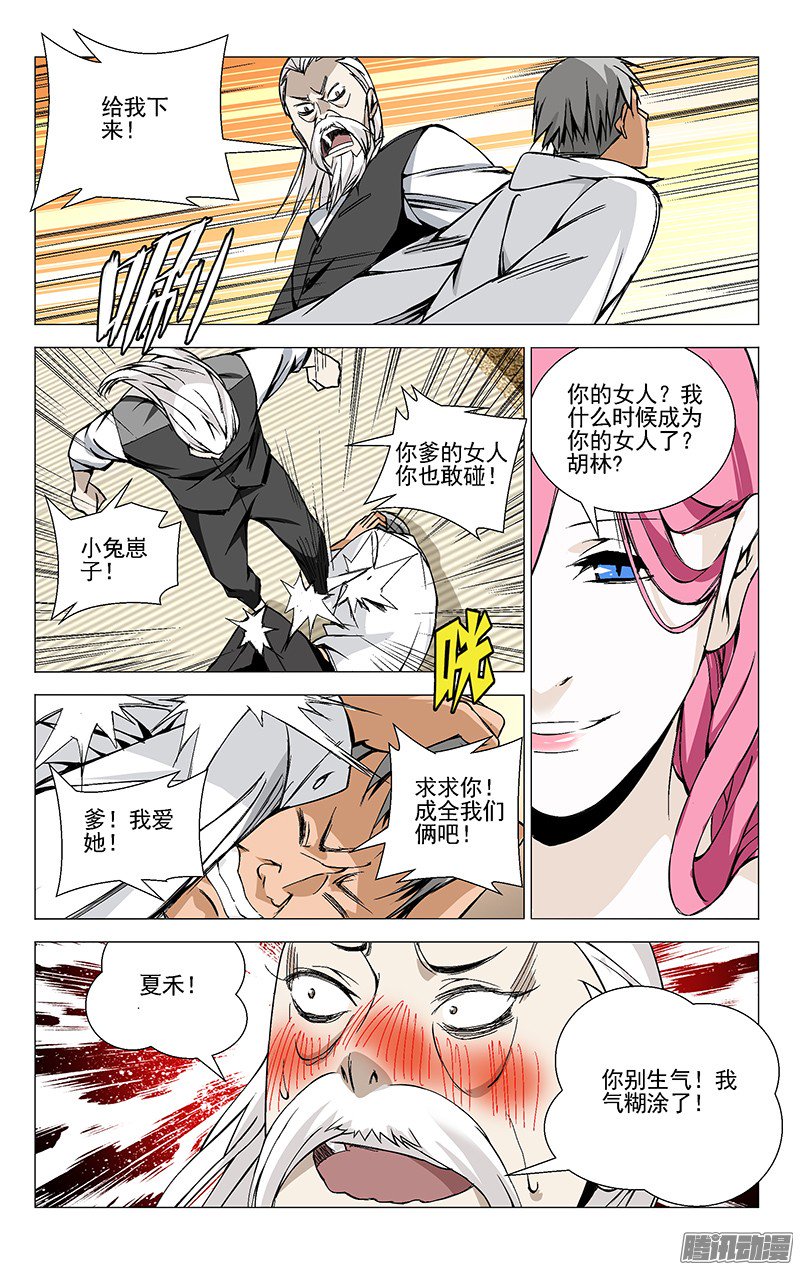 给我下
来！
唰
你爹的女人
你也敢碰！
小兔崽
子！
咣
你的女人？我
什么时候成为
你的女人了？
胡林？
爹！我爱
她！
求求你！
成全我们
俩吧！
夏禾！
你别生气！我
气糊涂了！
腾讯动漫